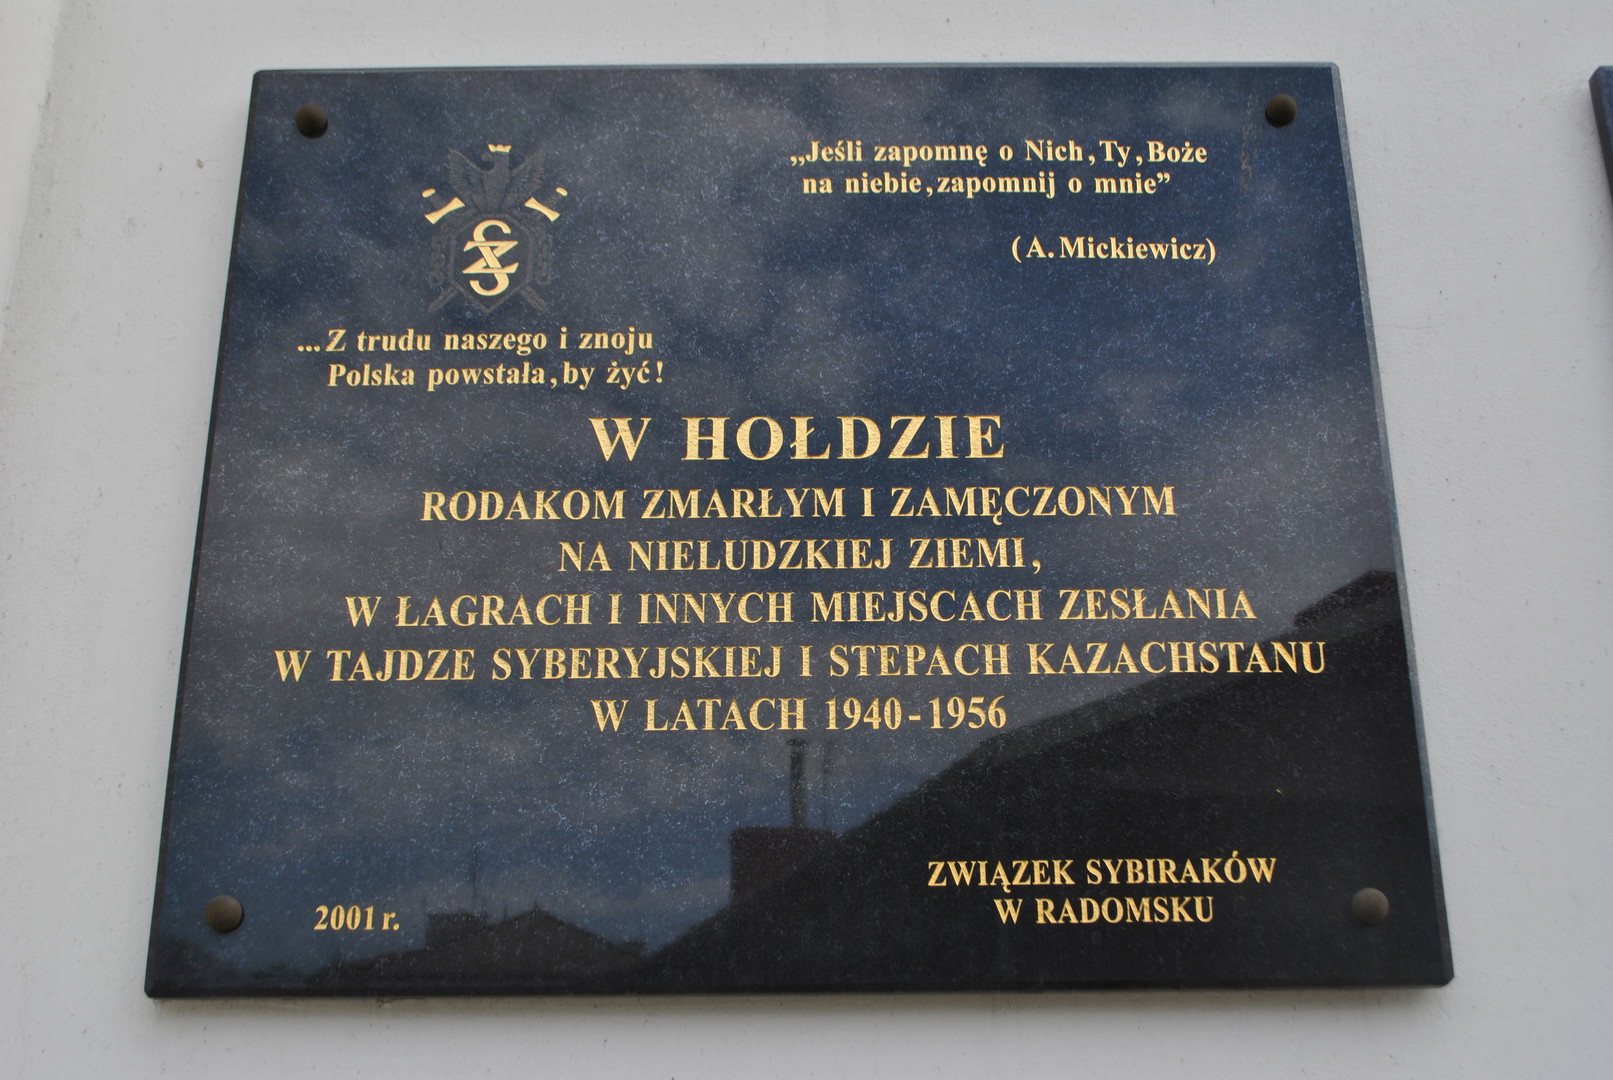 „Jeśli zapomnę o Nich, Ty, Boże
na niebie, zapomnij o mnie”
(A. Mickiewicz)
SZ
...Z trudu naszego i znoju
Polska powstała, by żyć!
W HOŁDZIE
RODAKOM ZMARŁYM I ZAMĘCZONYM
NA NIELUDZKIEJ ZIEMI,
W ŁAGRACH I INNYCH MIEJSCACH ZESŁANIA
W TAJDZE SYBERYJSKIEJ I STEPACH KAZACHSTANU
W LATACH 1940-1956
ZWIĄZEK SYBIRAKÓW
W RADOMSKU
2001 r.